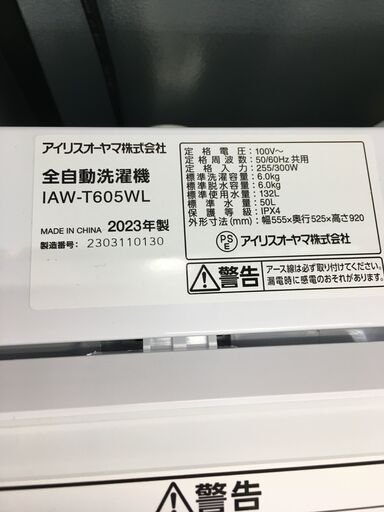 アイリスオーヤマ株式会社
全自動洗濯機
IAW-T605WL
MADE IN CHINA 2023年製
製造番号: 2303110130
定格電圧: 100V～
定格周波数: 50/60Hz 共用
定格入力: 255/300W
標準洗濯容量: 6.0kg
標準脱水容量: 6.0kg
標準使用水量: 132L
標準水量: 50L
保護等級: IPX4
外形寸法(mm): 幅555×奥行525×高さ920
PS
E
アイリスオーヤマ株式会社
警告
アース線は必ず取り付けてください。
漏電時に感電のおそれがあります。
警告